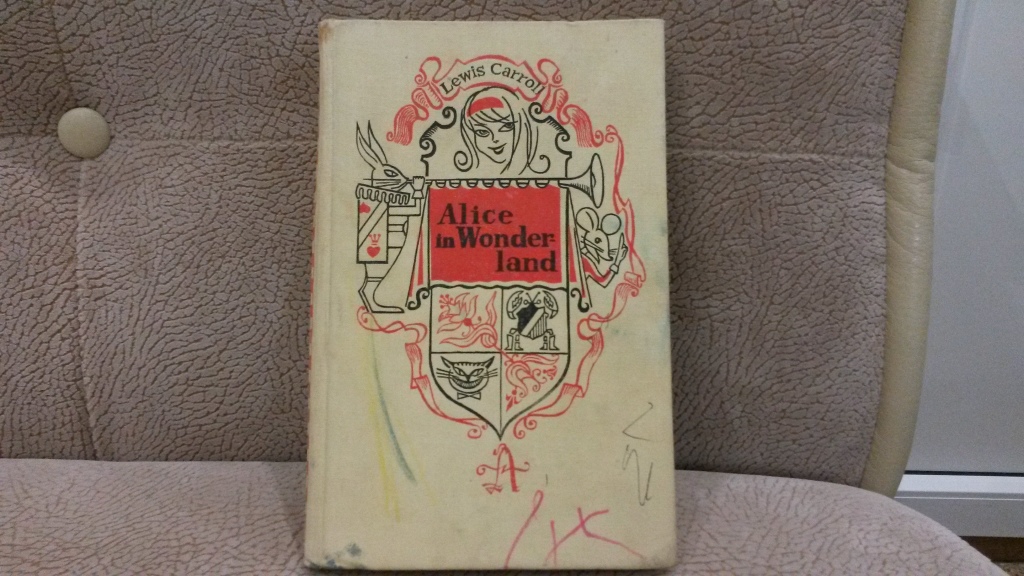 Lewis Carroll
Alice
in Wonder-
land
A